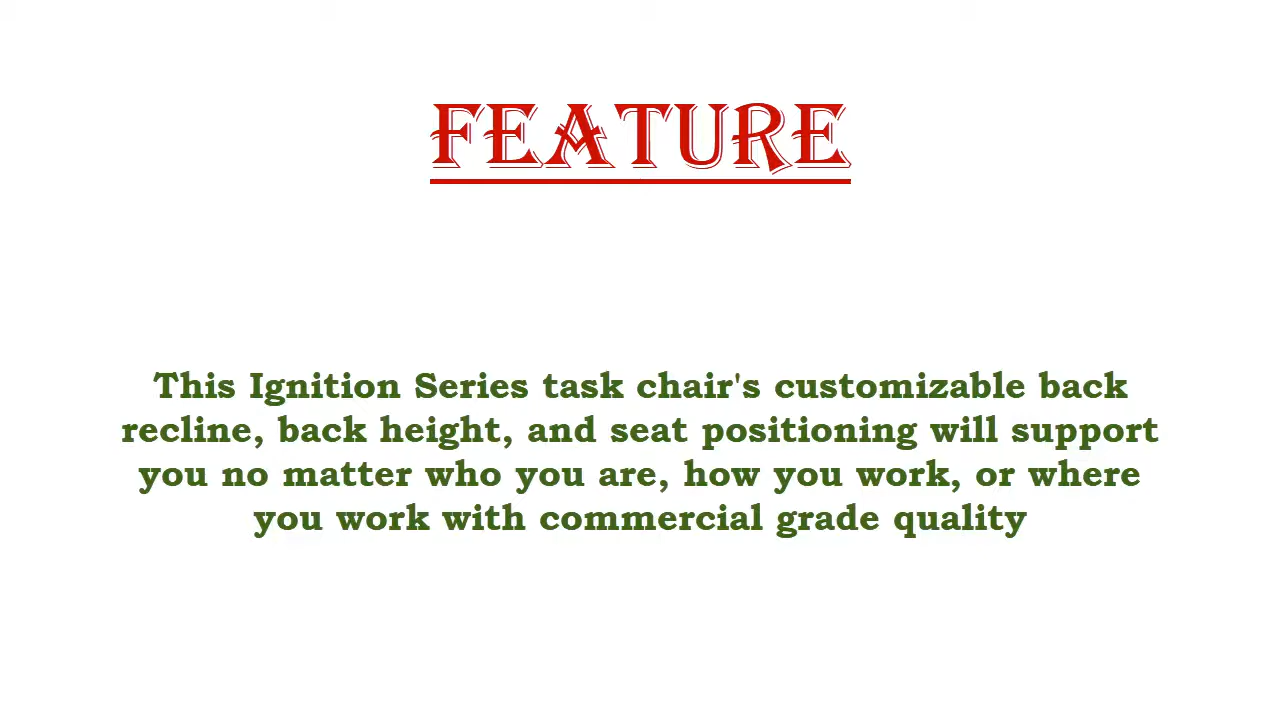 FEATURE
This Ignition Series task chair's customizable back
recline, back height, and seat positioning will support
you no matter who you are, how you work, or where
you work with commercial grade quality